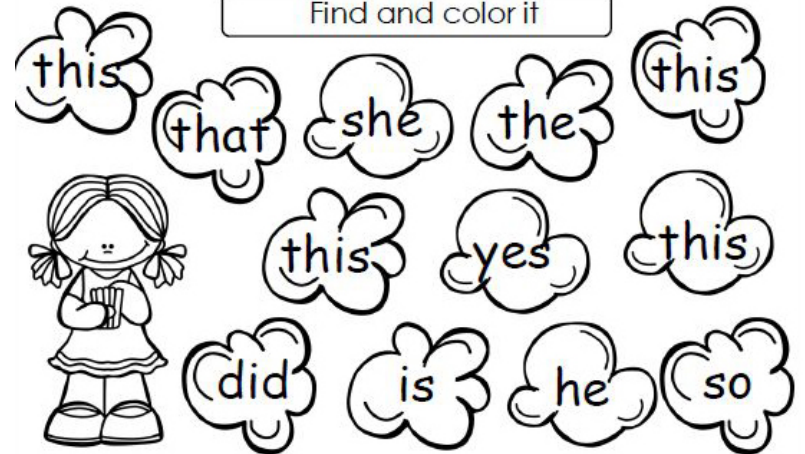 Find and color it
this
that
she
the
this
this
yes
this
did
is
he
so